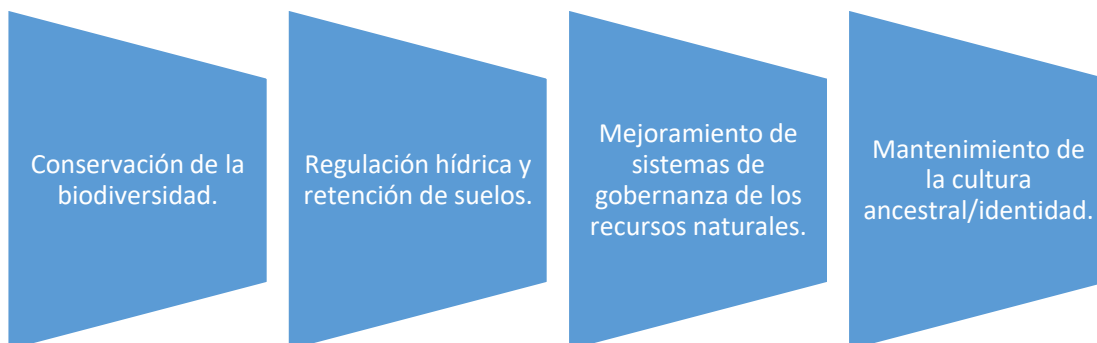 Conservación de la
biodiversidad.
Regulación hídrica y
retención de suelos.
Mejoramiento de
sistemas de
gobernanza de los
recursos naturales.
Mantenimiento de
la cultura
ancestral/identidad.